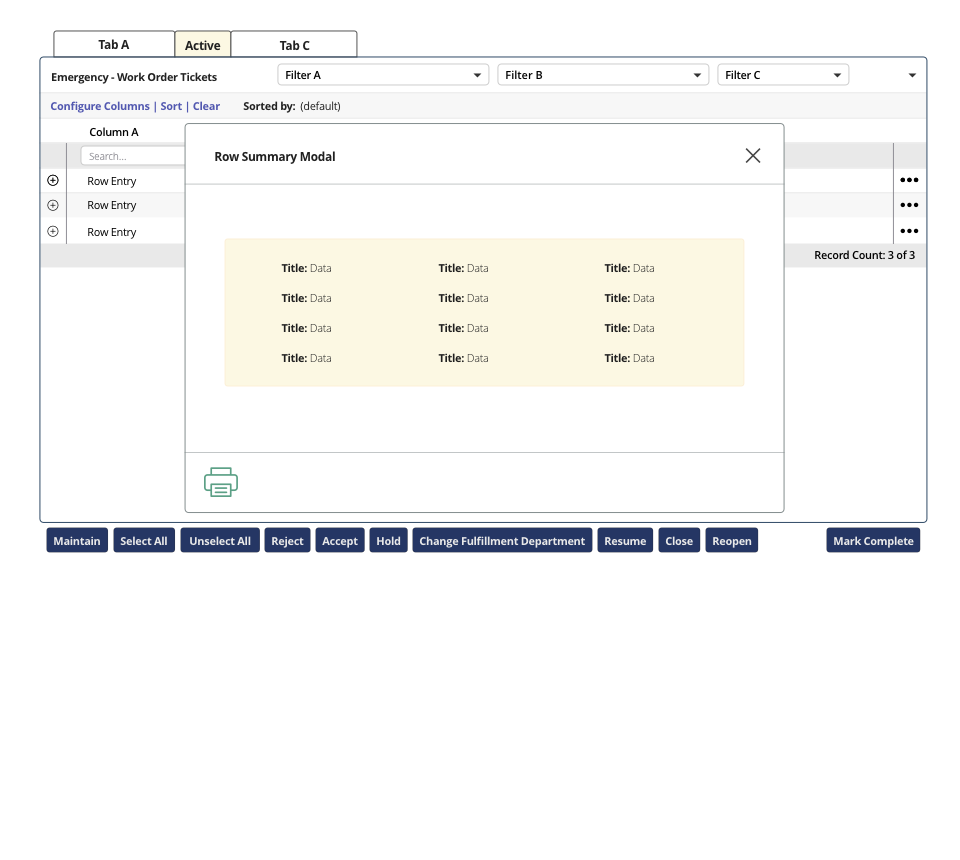 Tab A Active Tab C
Emergency - Work Order Tickets Filter A Filter B Filter C
Configure Columns | Sort | Clear Sorted by: (default)
Column A
Row Summary Modal
Search...
Row Entry
Row Entry
Row Entry
Record Count: 3 of 3
Title: Data Title: Data Title: Data
Title: Data Title: Data Title: Data
Title: Data Title: Data Title: Data
Title: Data Title: Data Title: Data
Maintain Select All Unselect All Reject Accept Hold Change Fulfillment Department Resume Close Reopen Mark Complete